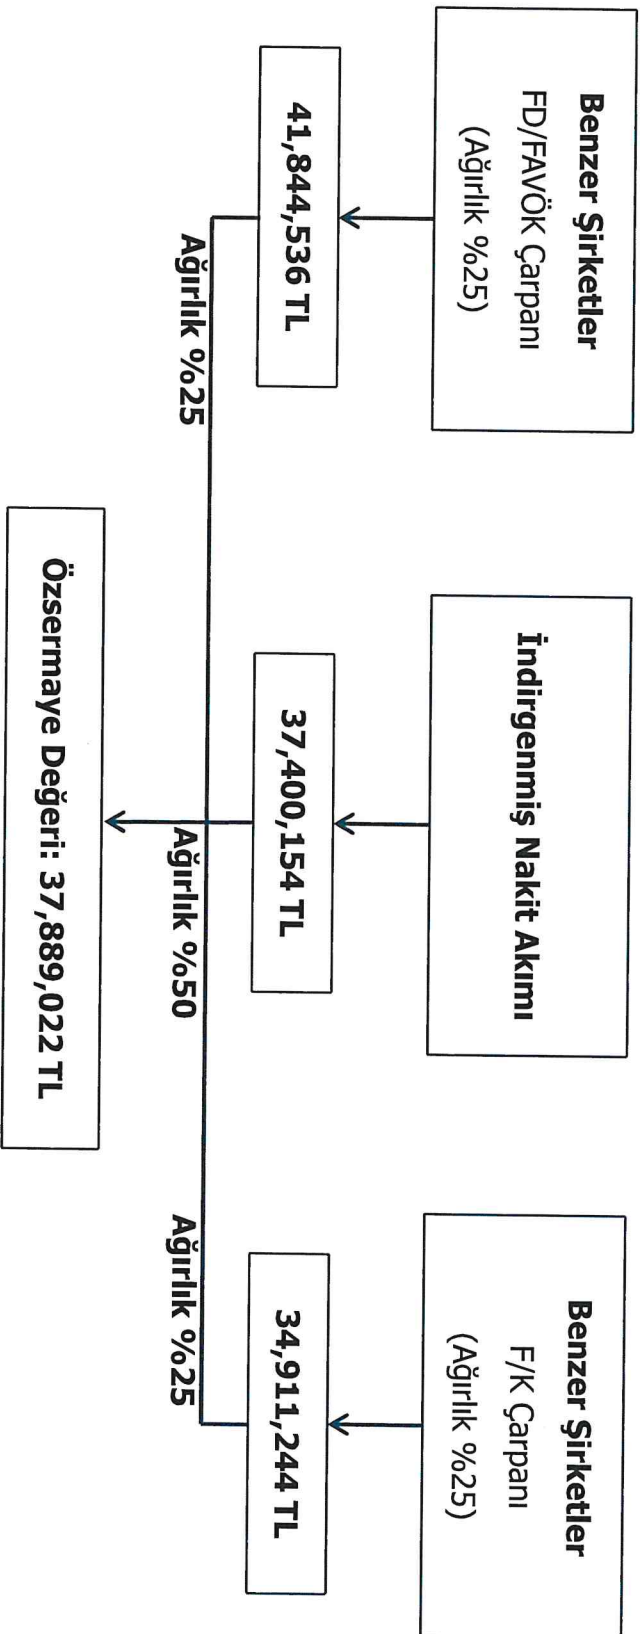 Benzer Şirketler
FD/FAVÖK Çarpanı
(Ağırlık %25)
İndirgenmiş Nakit Akımı
Benzer Şirketler
F/K Çarpanı
(Ağırlık %25)
41,844,536 TL
37,400,154 TL
34,911,244 TL
Ağırlık %25
Ağırlık %50
Ağırlık %25
Özsermaye Değeri: 37,889,022 TL